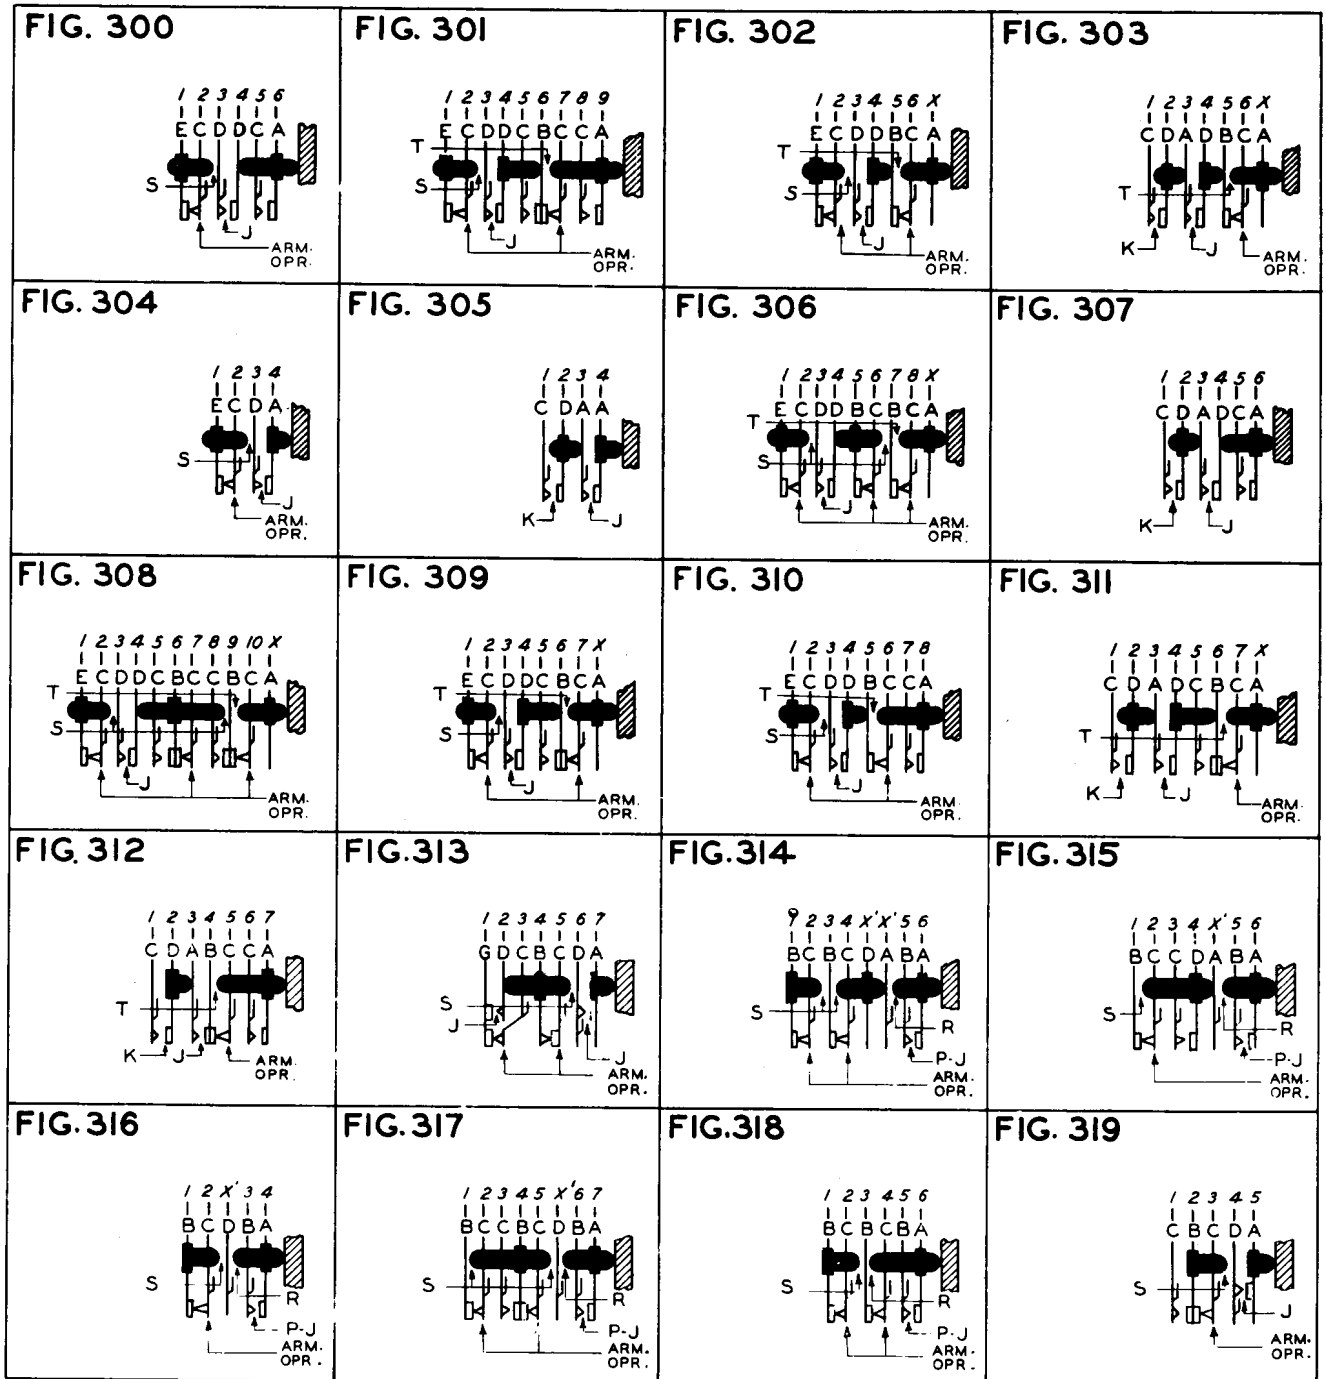 FIG. 300
1 2 3 4 5 6
E C D D C A
S
J
ARM.
OPR.
FIG. 301
1 2 3 4 5 6 7 8 9
E C D D C B C C A
T
S
J
ARM.
OPR.
FIG. 302
1 2 3 4 5 6 X
E C D D B C A
T
S
J
ARM.
OPR.
FIG. 303
1 2 3 4 5 6 X
C D A D B C A
T
K
J
ARM.
OPR.
FIG. 304
1 2 3 4
E C D A
S
J
ARM.
OPR.
FIG. 305
1 2 3 4
C D A A
K
J
FIG. 306
1 2 3 4 5 6 7 8 X
E C D D B C B C A
T
S
J
ARM.
OPR.
FIG. 307
1 2 3 4 5 6
C D A D C A
K
J
FIG. 308
1 2 3 4 5 6 7 8 9 10 X
E C D D C B C C B C A
T
S
J
ARM.
OPR.
FIG. 309
1 2 3 4 5 6 7 X
E C D D C B C A
T
S
J
ARM.
OPR.
FIG. 310
1 2 3 4 5 6 7 8
E C D D B C C A
T
S
J
ARM.
OPR.
FIG. 311
1 2 3 4 5 6 7 X
C D A D C B C A
T
K
J
ARM.
OPR.
FIG. 312
1 2 3 4 5 6 7
C D A B C C A
T
K
J
ARM.
OPR.
FIG. 313
1 2 3 4 5 6 7
G D C B C D A
S
J
J
ARM.
OPR.
FIG. 314
1 2 3 4 X' X' 5 6
B C B C D A B A
S
R
P-J
ARM.
OPR.
FIG. 315
1 2 3 4 X' 5 6
B C C D A B A
S
R
P-J
ARM.
OPR.
FIG. 316
1 2 X' 3 4
B C D B A
S
R
P-J
ARM.
OPR.
FIG. 317
1 2 3 4 5 X' 6 7
B C C B C D B A
S
R
P-J
ARM.
OPR.
FIG. 318
1 2 3 4 5 6
B C B C B A
S
R
P-J
ARM.
OPR.
FIG. 319
1 2 3 4 5
C B C D A
S
J
ARM.
OPR.